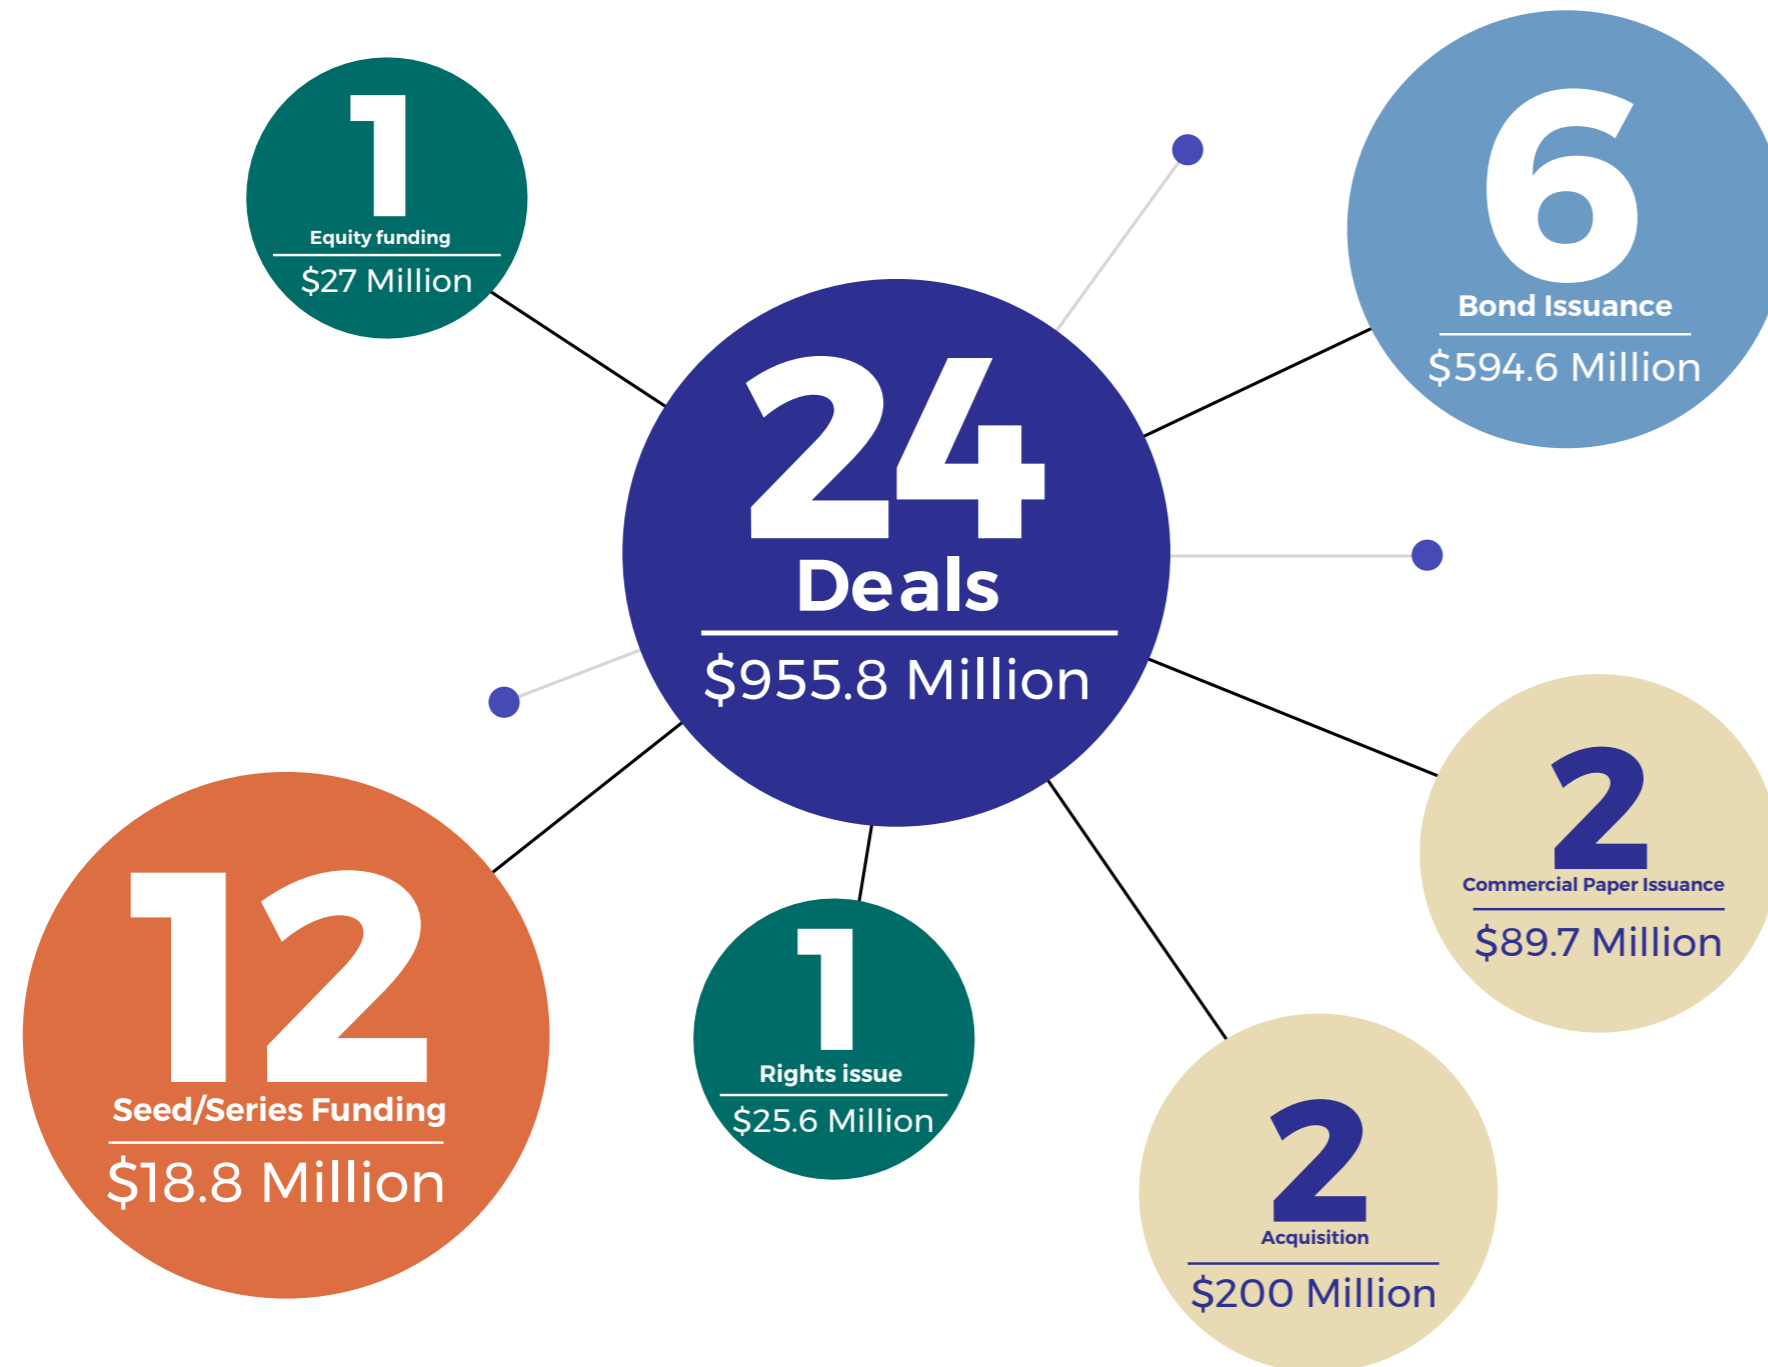 1
Equity funding
$27 Million
6
Bond Issuance
$594.6 Million
24
Deals
$955.8 Million
2
Commercial Paper Issuance
$89.7 Million
12
Seed/Series Funding
$18.8 Million
1
Rights issue
$25.6 Million
2
Acquisition
$200 Million